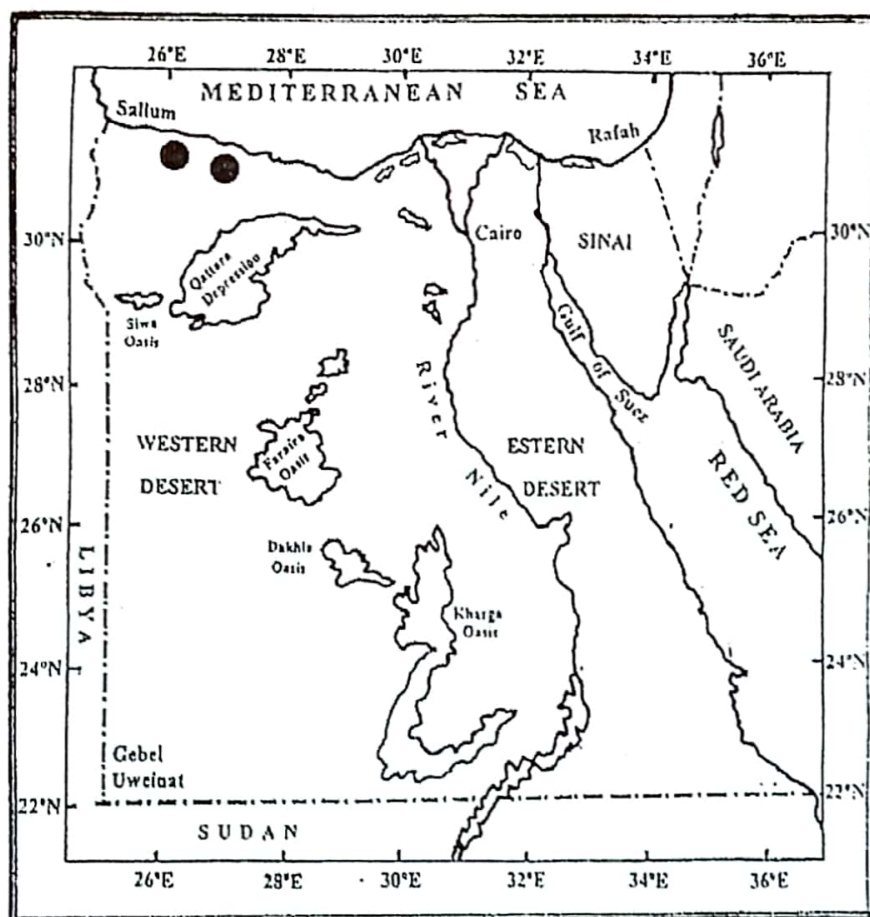 26°E 28°E 30°E 32°E 34°E 36°E
MEDITERRANEAN SEA
Sallum
Rafah
30°N
Cairo
SINAI
30°N
Qattara
Depression
Siwa
Oasis
Gulf of Suez
SAUDI ARABIA
28°N
28°N
River Nile
WESTERN
DESERT
Farafra
Oasis
ESTERN
DESERT
RED SEA
26°N
26°N
Dakhla
Oasis
LIBYA
Kharga
Oasis
24°N
24°N
Gebel
Uweinat
22°N
22°N
SUDAN
26°E 28°E 30°E 32°E 34°E 36°E